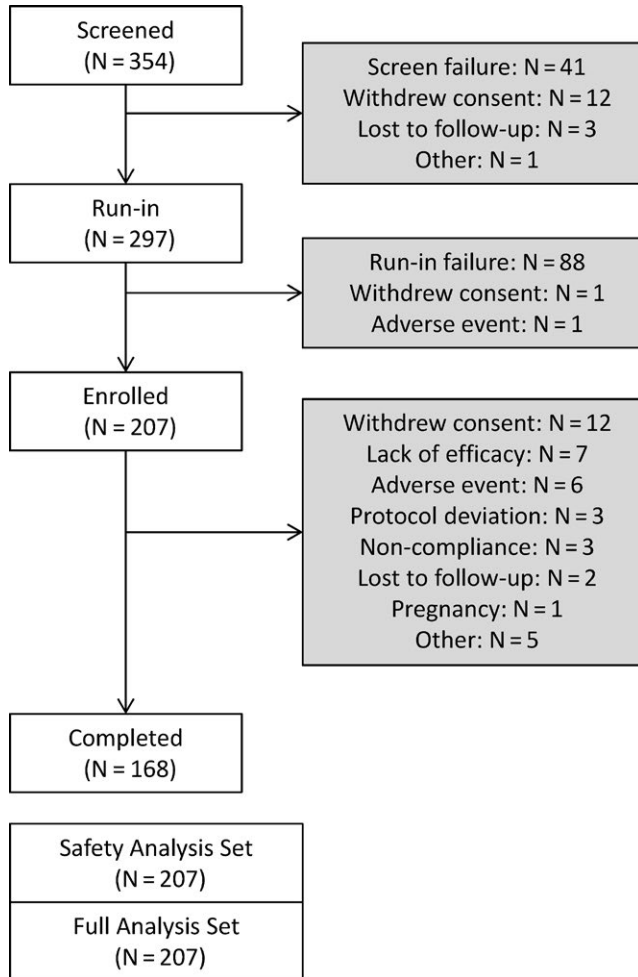 Screened
(N = 354)
Screen failure: N = 41
Withdrew consent: N = 12
Lost to follow-up: N = 3
Other: N = 1
Run-in
(N = 297)
Run-in failure: N = 88
Withdrew consent: N = 1
Adverse event: N = 1
Enrolled
(N = 207)
Withdrew consent: N = 12
Lack of efficacy: N = 7
Adverse event: N = 6
Protocol deviation: N = 3
Non-compliance: N = 3
Lost to follow-up: N = 2
Pregnancy: N = 1
Other: N = 5
Completed
(N = 168)
Safety Analysis Set
(N = 207)
Full Analysis Set
(N = 207)